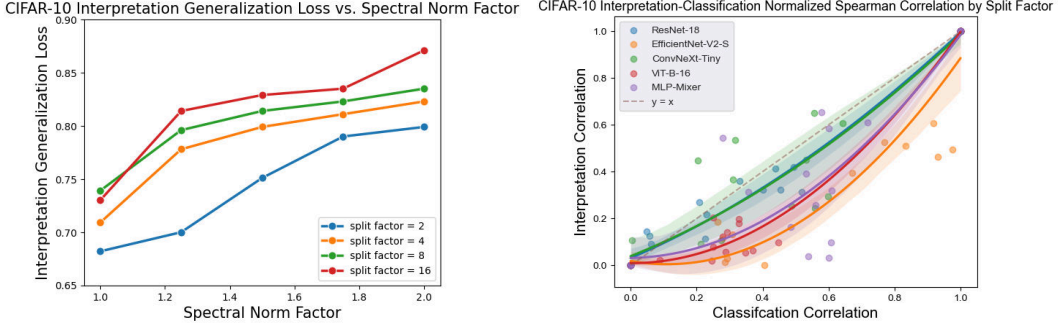 CIFAR-10 Interpretation Generalization Loss vs. Spectral Norm Factor
0.90
0.85
0.80
0.75
0.70
0.65
Interpretation Generalization Loss
split factor = 2
split factor = 4
split factor = 8
split factor = 16
1.0 1.2 1.4 1.6 1.8 2.0
Spectral Norm Factor
CIFAR-10 Interpretation-Classification Normalized Spearman Correlation by Split Factor
1.0
0.8
0.6
0.4
0.2
0.0
Interpretation Correlation
ResNet-18
EfficientNet-V2-S
ConvNeXt-Tiny
ViT-B-16
MLP-Mixer
y = x
0.0 0.2 0.4 0.6 0.8 1.0
Classifcation Correlation